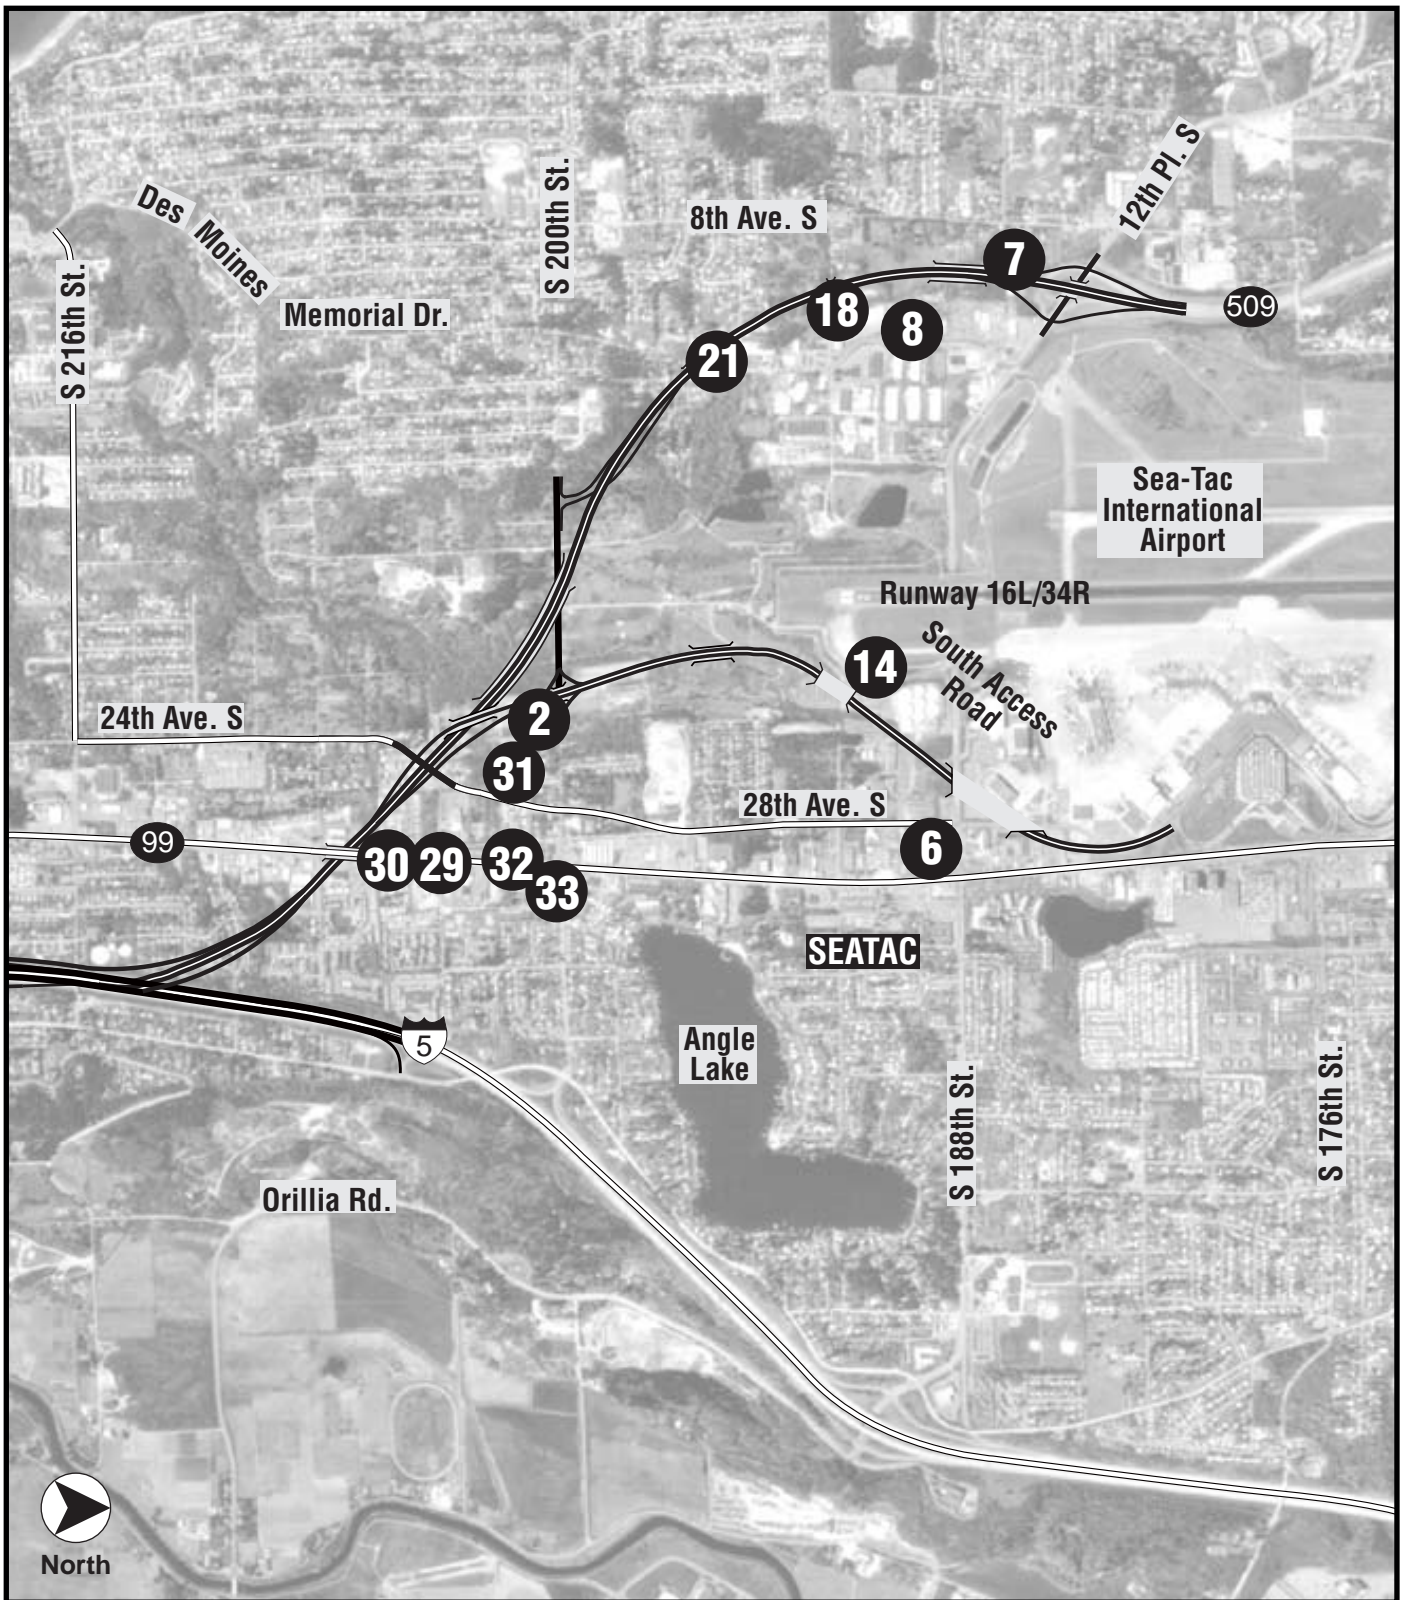 12th Pl. S
S 200th St.
Des Moines
Memorial Dr.
8th Ave. S
S 216th St.
7
509
18
8
21
Sea-Tac
International
Airport
Runway 16L/34R
14
South Access
Road
24th Ave. S
2
31
28th Ave. S
99
30
29
32
33
6
SEATAC
5
Angle
Lake
S 188th St.
S 176th St.
Orillia Rd.
North